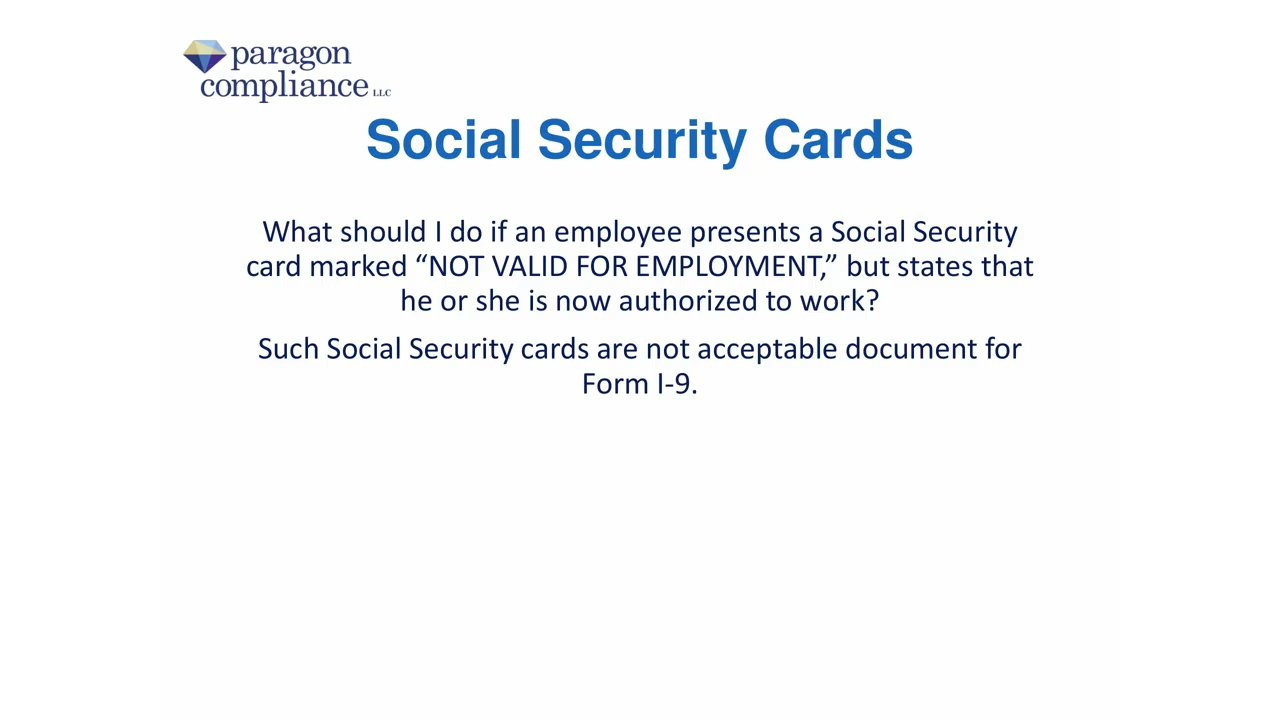 paragon
compliance LLC
Social Security Cards
What should I do if an employee presents a Social Security
card marked “NOT VALID FOR EMPLOYMENT,” but states that
he or she is now authorized to work?
Such Social Security cards are not acceptable document for
Form I-9.